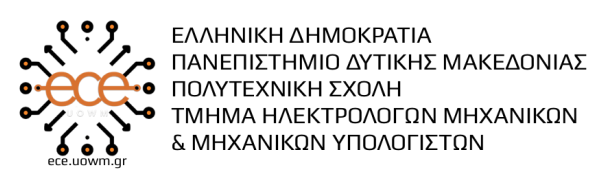 ece
UOWM
ece.uowm.gr
ΕΛΛΗΝΙΚΗ ΔΗΜΟΚΡΑΤΙΑ
ΠΑΝΕΠΙΣΤΗΜΙΟ ΔΥΤΙΚΗΣ ΜΑΚΕΔΟΝΙΑΣ
ΠΟΛΥΤΕΧΝΙΚΗ ΣΧΟΛΗ
ΤΜΗΜΑ ΗΛΕΚΤΡΟΛΟΓΩΝ ΜΗΧΑΝΙΚΩΝ
& ΜΗΧΑΝΙΚΩΝ ΥΠΟΛΟΓΙΣΤΩΝ